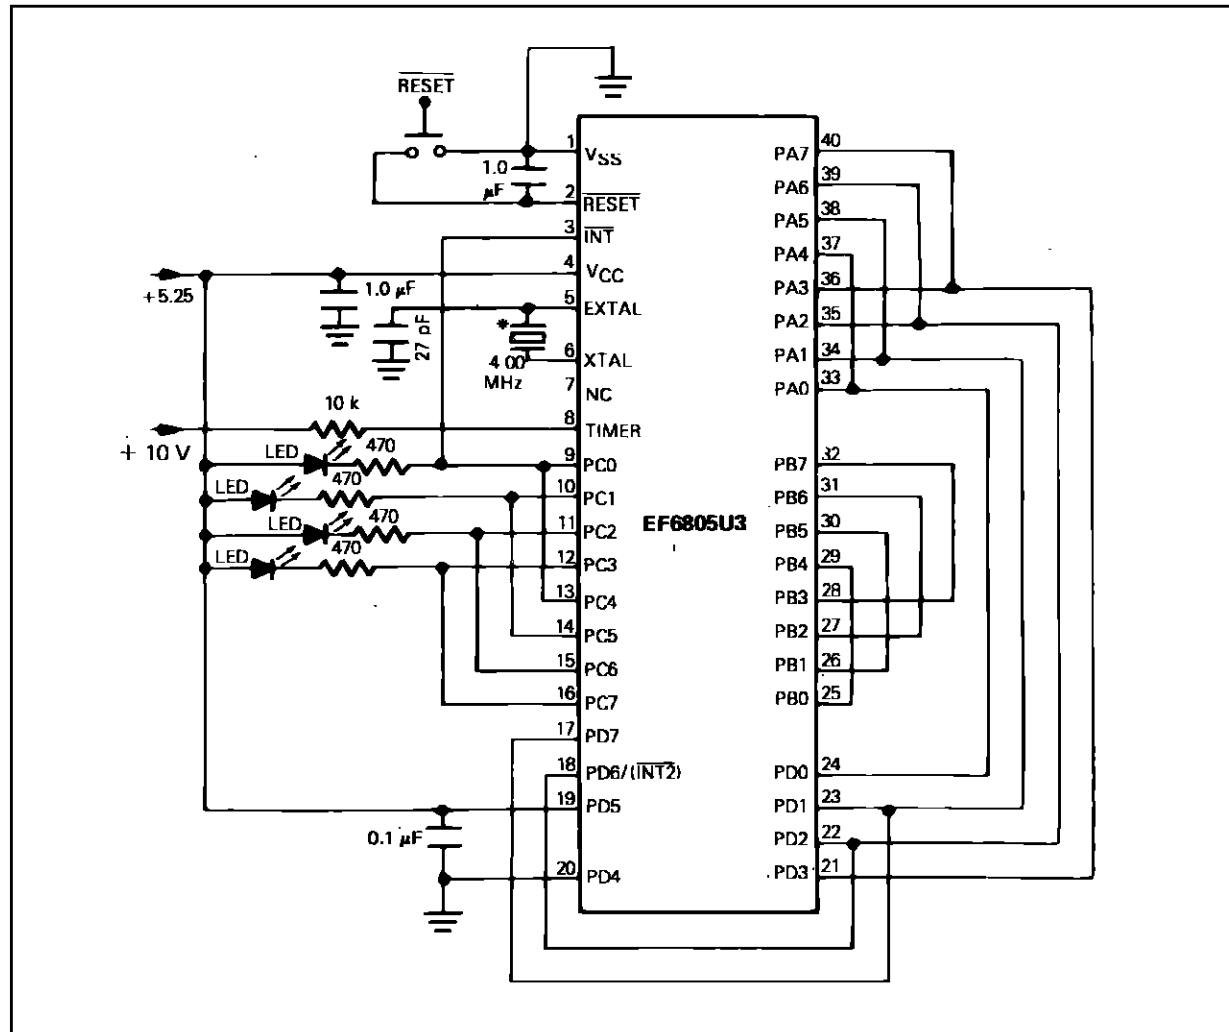 RESET
1 VSS
1.0 μF
2 RESET
3 INT
+5.25
4 VCC
1.0 μF
5 EXTAL
27 pF
*
4.00 MHz
6 XTAL
7 NC
10 k
8 TIMER
+ 10 V
LED 470
9 PC0
LED 470
10 PC1
LED 470
11 PC2
LED 470
12 PC3
13 PC4
14 PC5
15 PC6
16 PC7
17 PD7
18 PD6/(INT2)
19 PD5
0.1 μF
20 PD4
EF6805U3
PA7 40
PA6 39
PA5 38
PA4 37
PA3 36
PA2 35
PA1 34
PA0 33
PB7 32
PB6 31
PB5 30
PB4 29
PB3 28
PB2 27
PB1 26
PB0 25
PD0 24
PD1 23
PD2 22
PD3 21